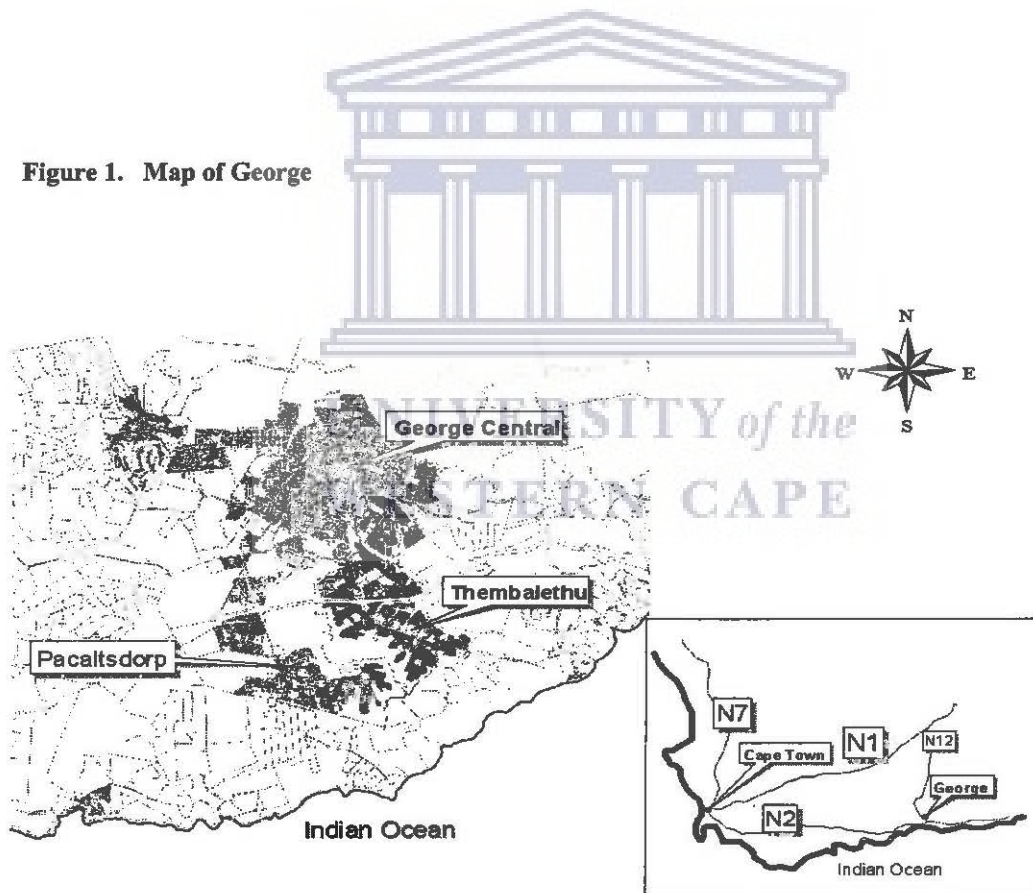 Figure 1. Map of George
N
W E
S
UNIVERSITY of the
WESTERN CAPE
George Central
Thembalethu
Pacaltsdorp
Indian Ocean
N7
Cape Town
N1
N12
George
N2
Indian Ocean